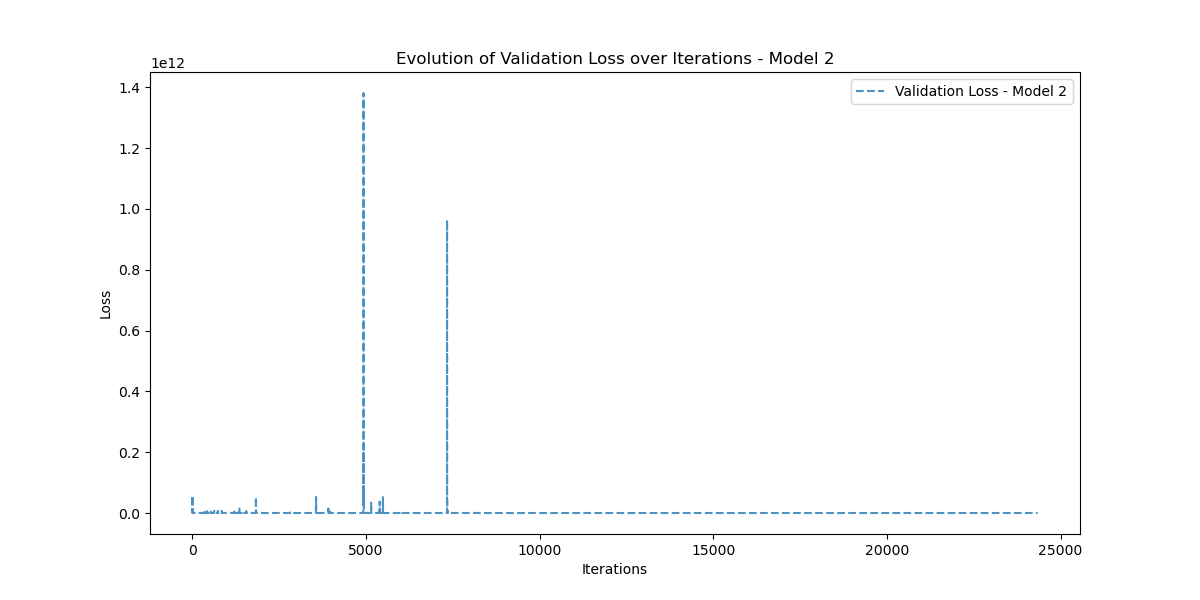 Evolution of Validation Loss over Iterations - Model 2
1e12
1.4
1.2
1.0
0.8
0.6
0.4
0.2
0.0
Loss
Validation Loss - Model 2
0 5000 10000 15000 20000 25000
Iterations